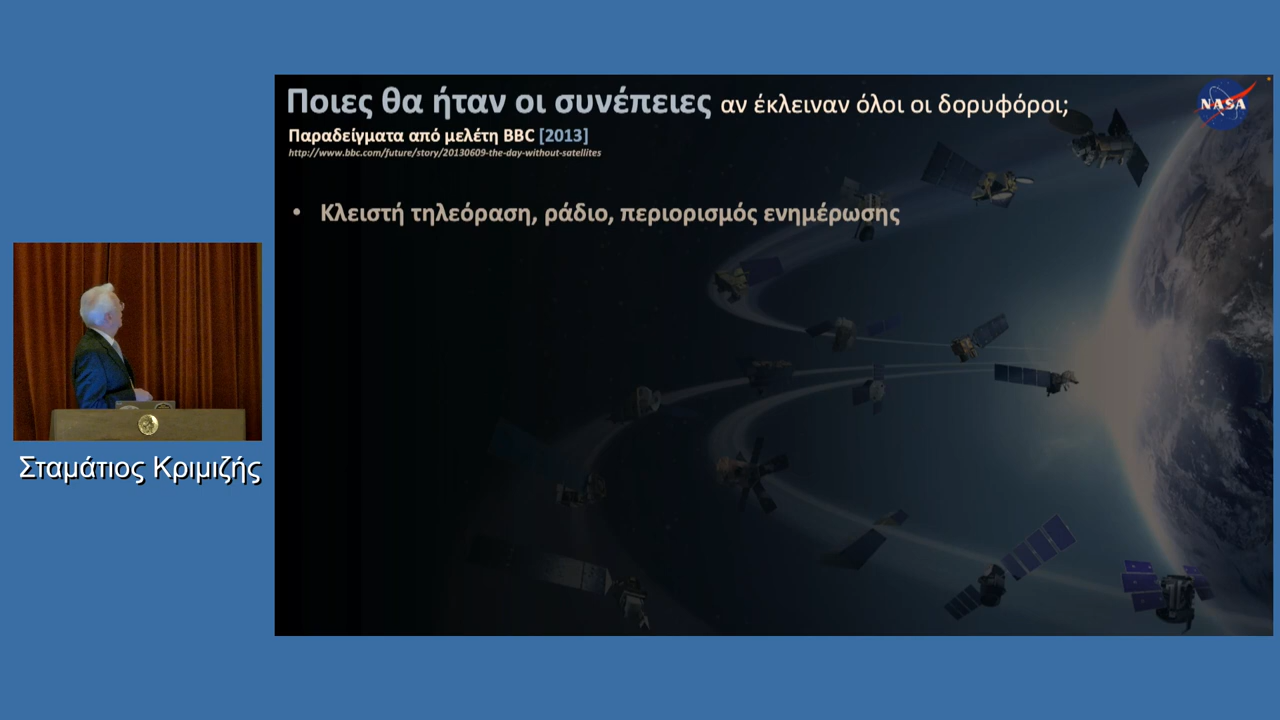 Ποιες θα ήταν οι συνέπειες αν έκλειναν όλοι οι δορυφόροι;
Παραδείγματα από μελέτη BBC [2013]
http://www.bbc.com/future/story/20130609-the-day-without-satellites
NASA
• Κλειστή τηλεόραση, ράδιο, περιορισμός ενημέρωσης
Σταμάτιος Κριμιζής